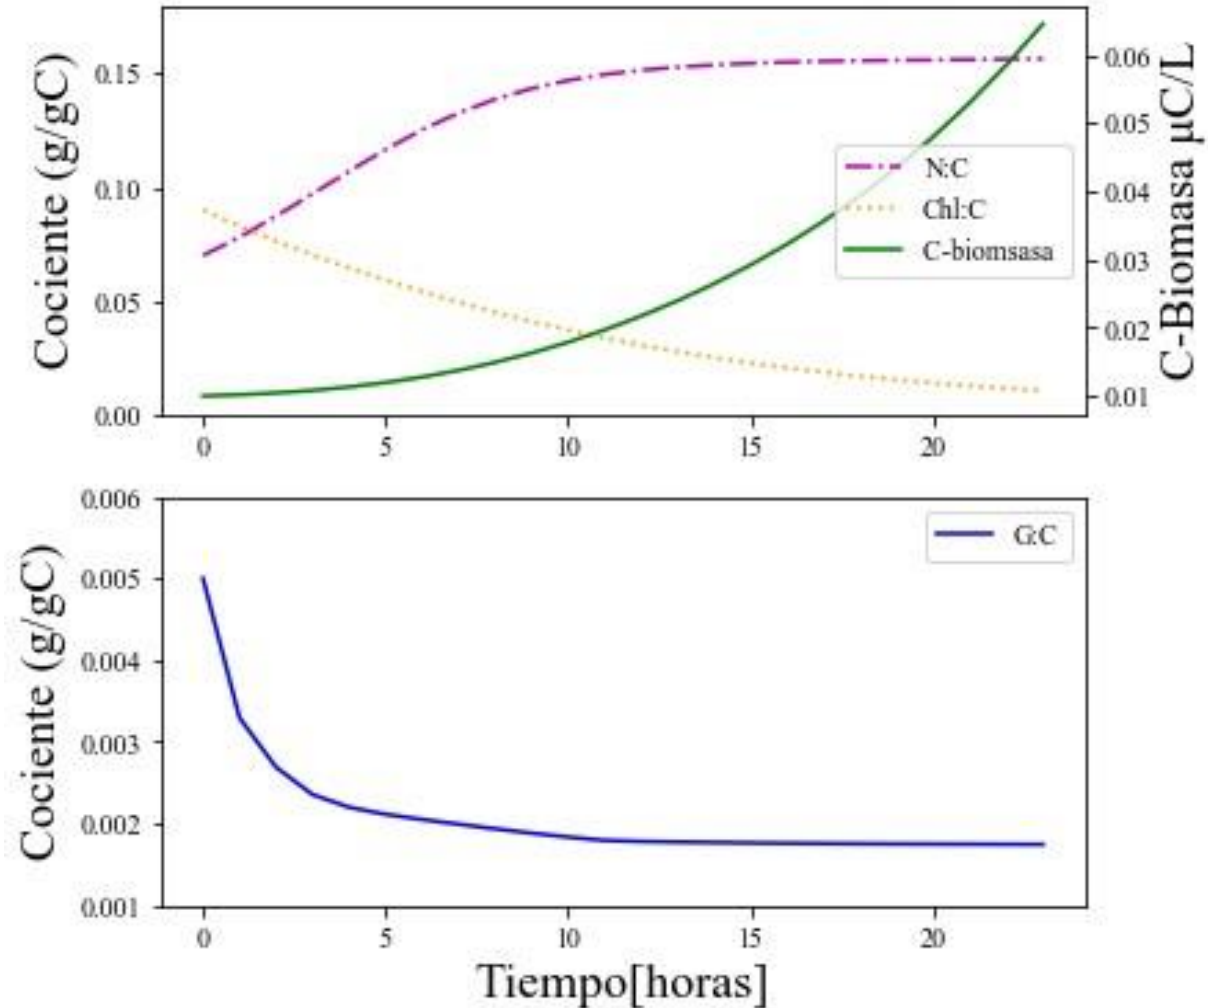 Cociente (g/gC)
0.15
0.10
0.05
0.00
0 5 10 15 20
0.06
0.05
0.04
0.03
0.02
0.01
C-Biomasa µC/L
N:C
Chl:C
C-biomsasa
Cociente (g/gC)
0.006
0.005
0.004
0.003
0.002
0.001
0 5 10 15 20
G:C
Tiempo[horas]